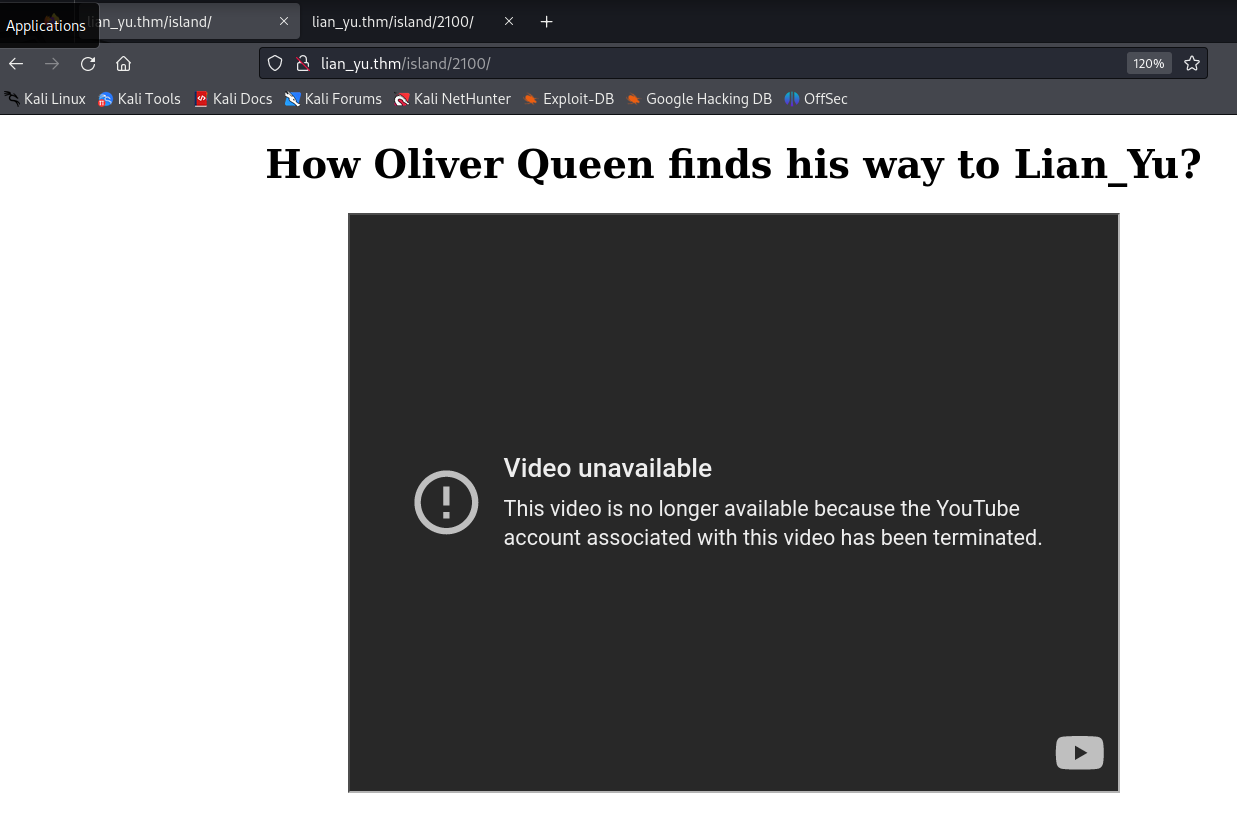 Applications
lian_yu.thm/island/
lian_yu.thm/island/2100/
lian_yu.thm/island/2100/
120%
Kali Linux
Kali Tools
Kali Docs
Kali Forums
Kali NetHunter
Exploit-DB
Google Hacking DB
OffSec
How Oliver Queen finds his way to Lian_Yu?
Video unavailable
This video is no longer available because the YouTube
account associated with this video has been terminated.